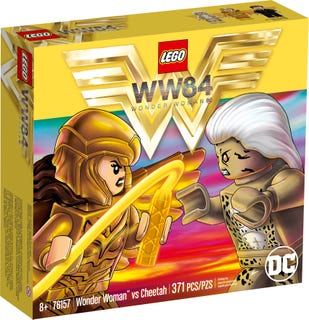 LEGO
WW84
WONDER WOMAN
DC
8+ 76157 Wonder Woman™ vs Cheetah 371 PCS/PZS